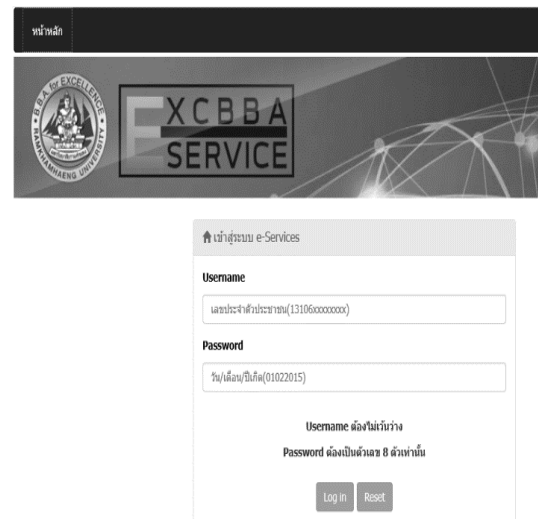 หน้าหลัก
B.B.A. for EXCELLENCE
RAMKHAMHAENG UNIVERSITY
EXCBBA
SERVICE
เข้าสู่ระบบ e-Services
Username
เลขประจำตัวประชาชน(13106xxxxxxxx)
Password
วัน/เดือน/ปีเกิด(01022015)
Username ต้องไม่เว้นว่าง
Password ต้องเป็นตัวเลข 8 ตัวเท่านั้น
Log in Reset